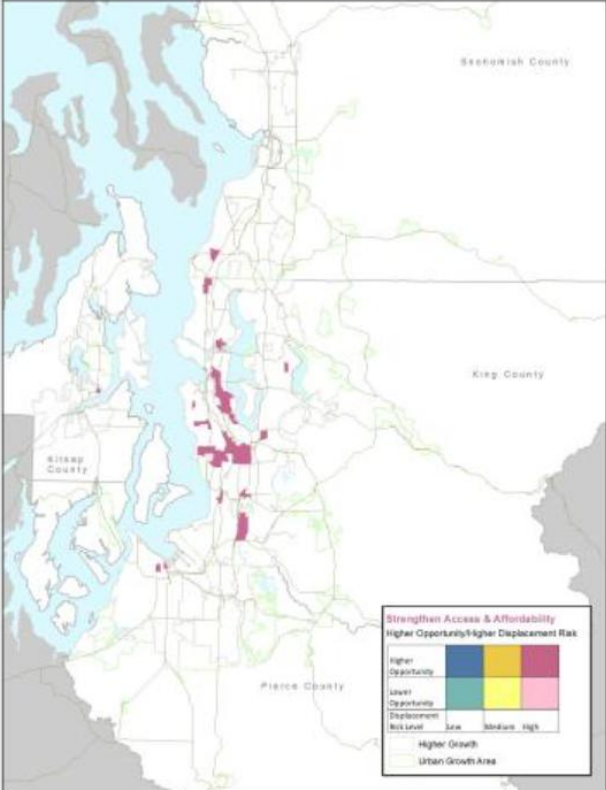 Snohomish County
King County
Kitsap
County
Pierce County
Strengthen Access & Affordability
Higher Opportunity/Higher Displacement Risk
Higher
Opportunity
Lower
Opportunity
Displacement
Risk Level
Low
Medium
High
Higher Growth
Urban Growth Area